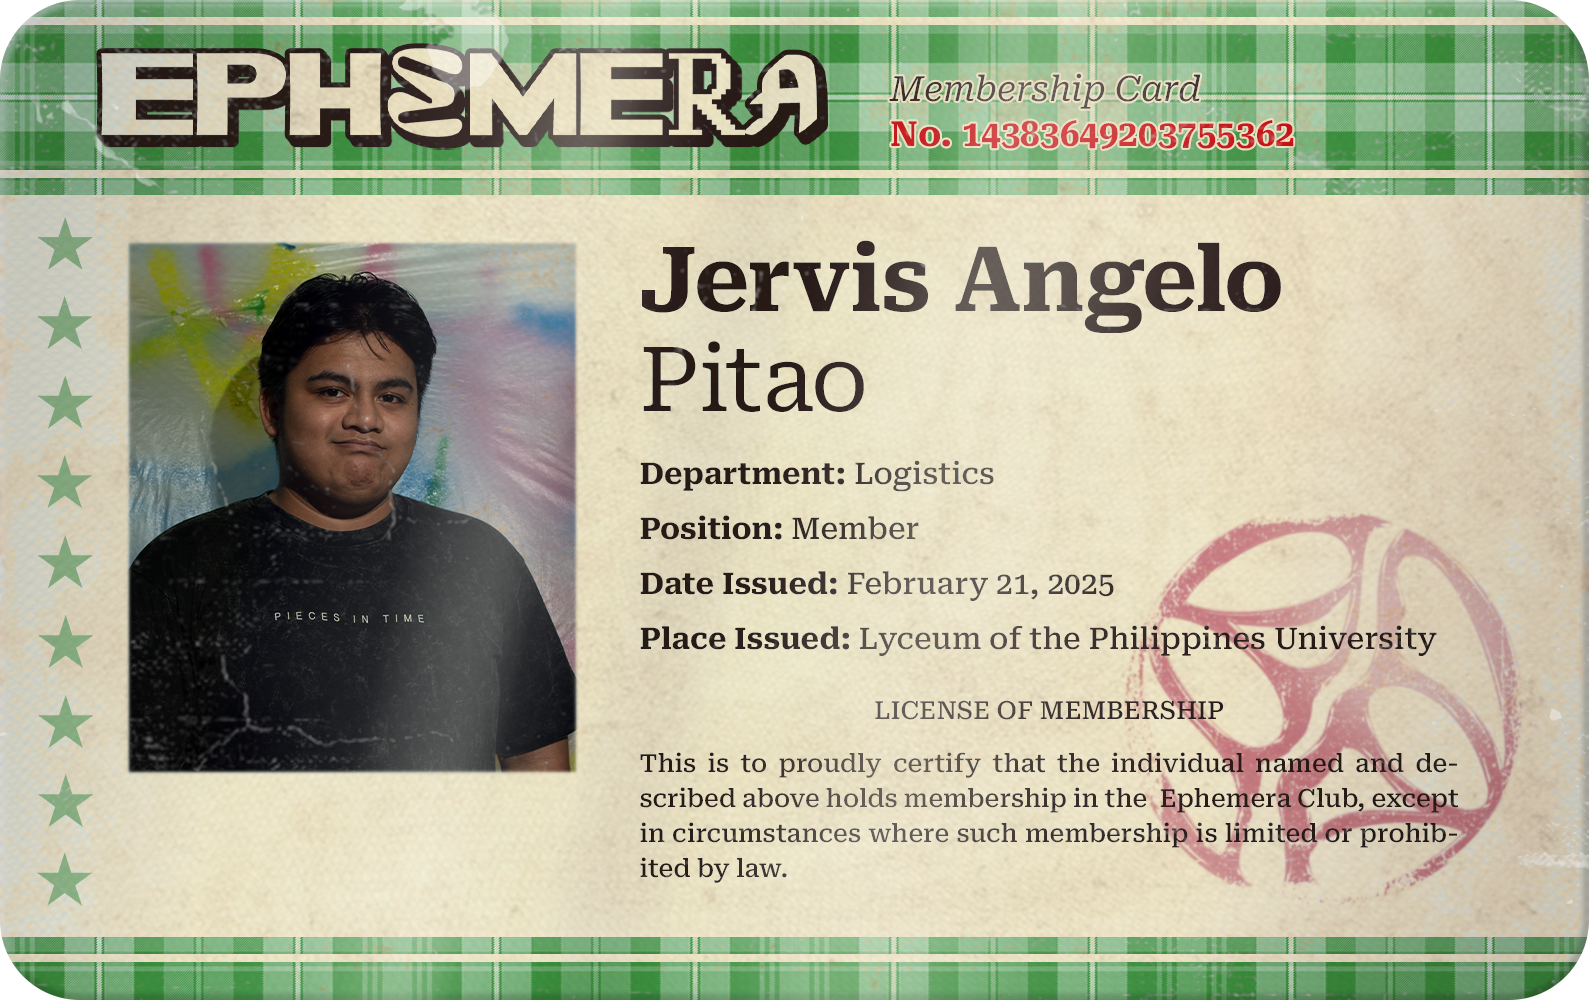 EPHEMERA
Membership Card
No. 14383649203755362
Jervis Angelo
Pitao
Department: Logistics
Position: Member
Date Issued: February 21, 2025
Place Issued: Lyceum of the Philippines University
PIECES IN TIME
LICENSE OF MEMBERSHIP
This is to proudly certify that the individual named and de-
scribed above holds membership in the Ephemera Club, except
in circumstances where such membership is limited or prohib-
ited by law.